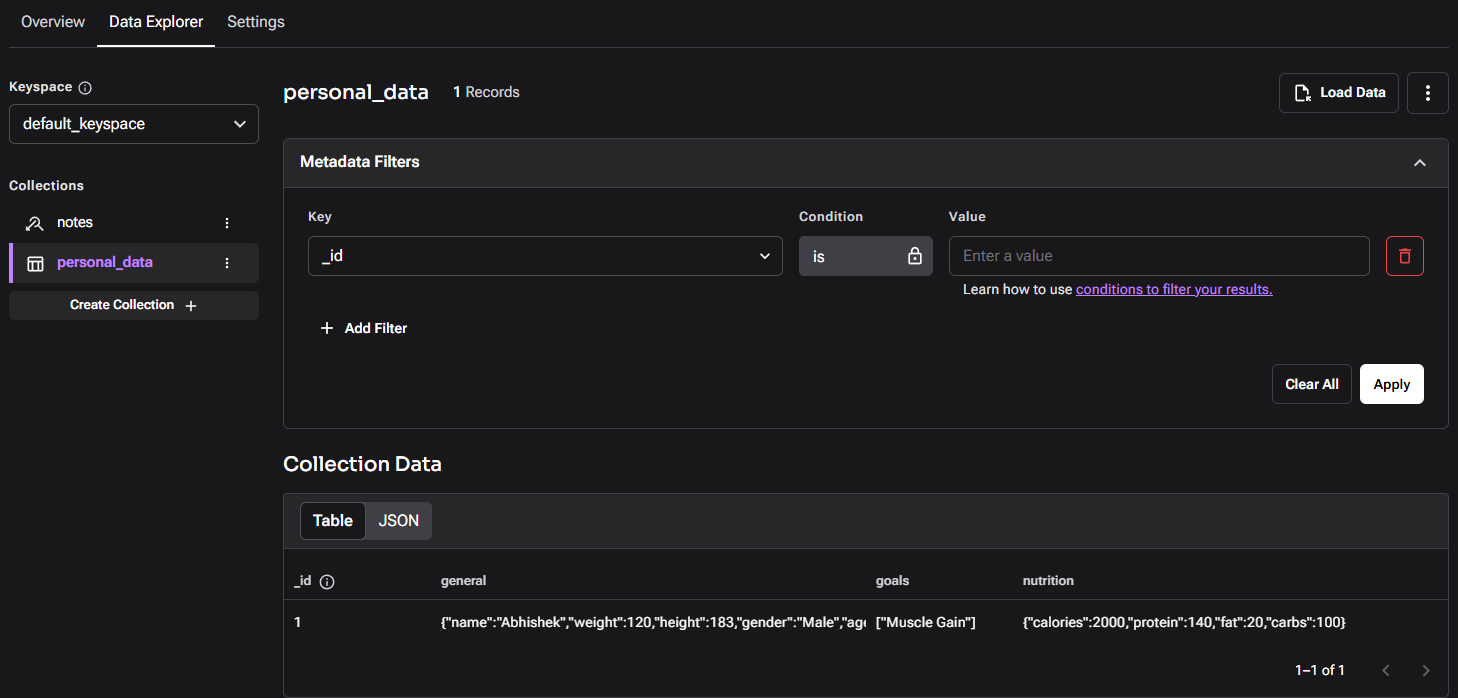 Overview Data Explorer Settings
Keyspace
default_keyspace
Collections
notes
personal_data
Create Collection +
personal_data 1 Records
Load Data
Metadata Filters
Key Condition Value
_id is Enter a value
Learn how to use conditions to filter your results.
+ Add Filter
Clear All Apply
Collection Data
Table JSON
_id general goals nutrition
1 {"name":"Abhishek","weight":120,"height":183,"gender":"Male","age ["Muscle Gain"] {"calories":2000,"protein":140,"fat":20,"carbs":100}
1–1 of 1